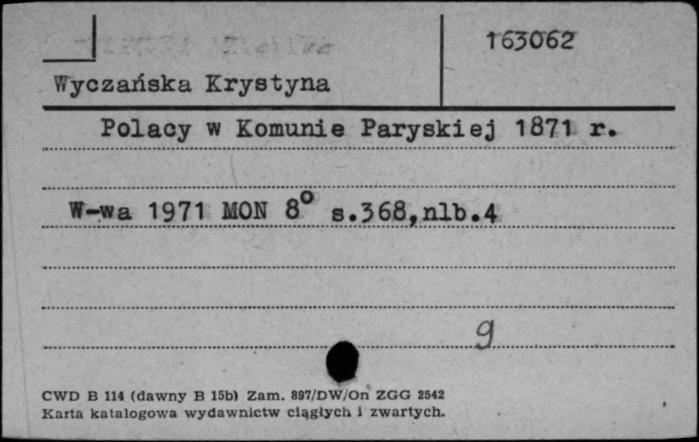 163062
Wyczańska Krystyna
Polacy w Komunie Paryskiej 1871 r.
W-wa 1971 MON 8° s.368,nlb.4
9
CWD B 114 (dawny B 15b) Zam. 897/DW/On ZGG 2542
Karta katalogowa wydawnictw ciągłych i zwartych.